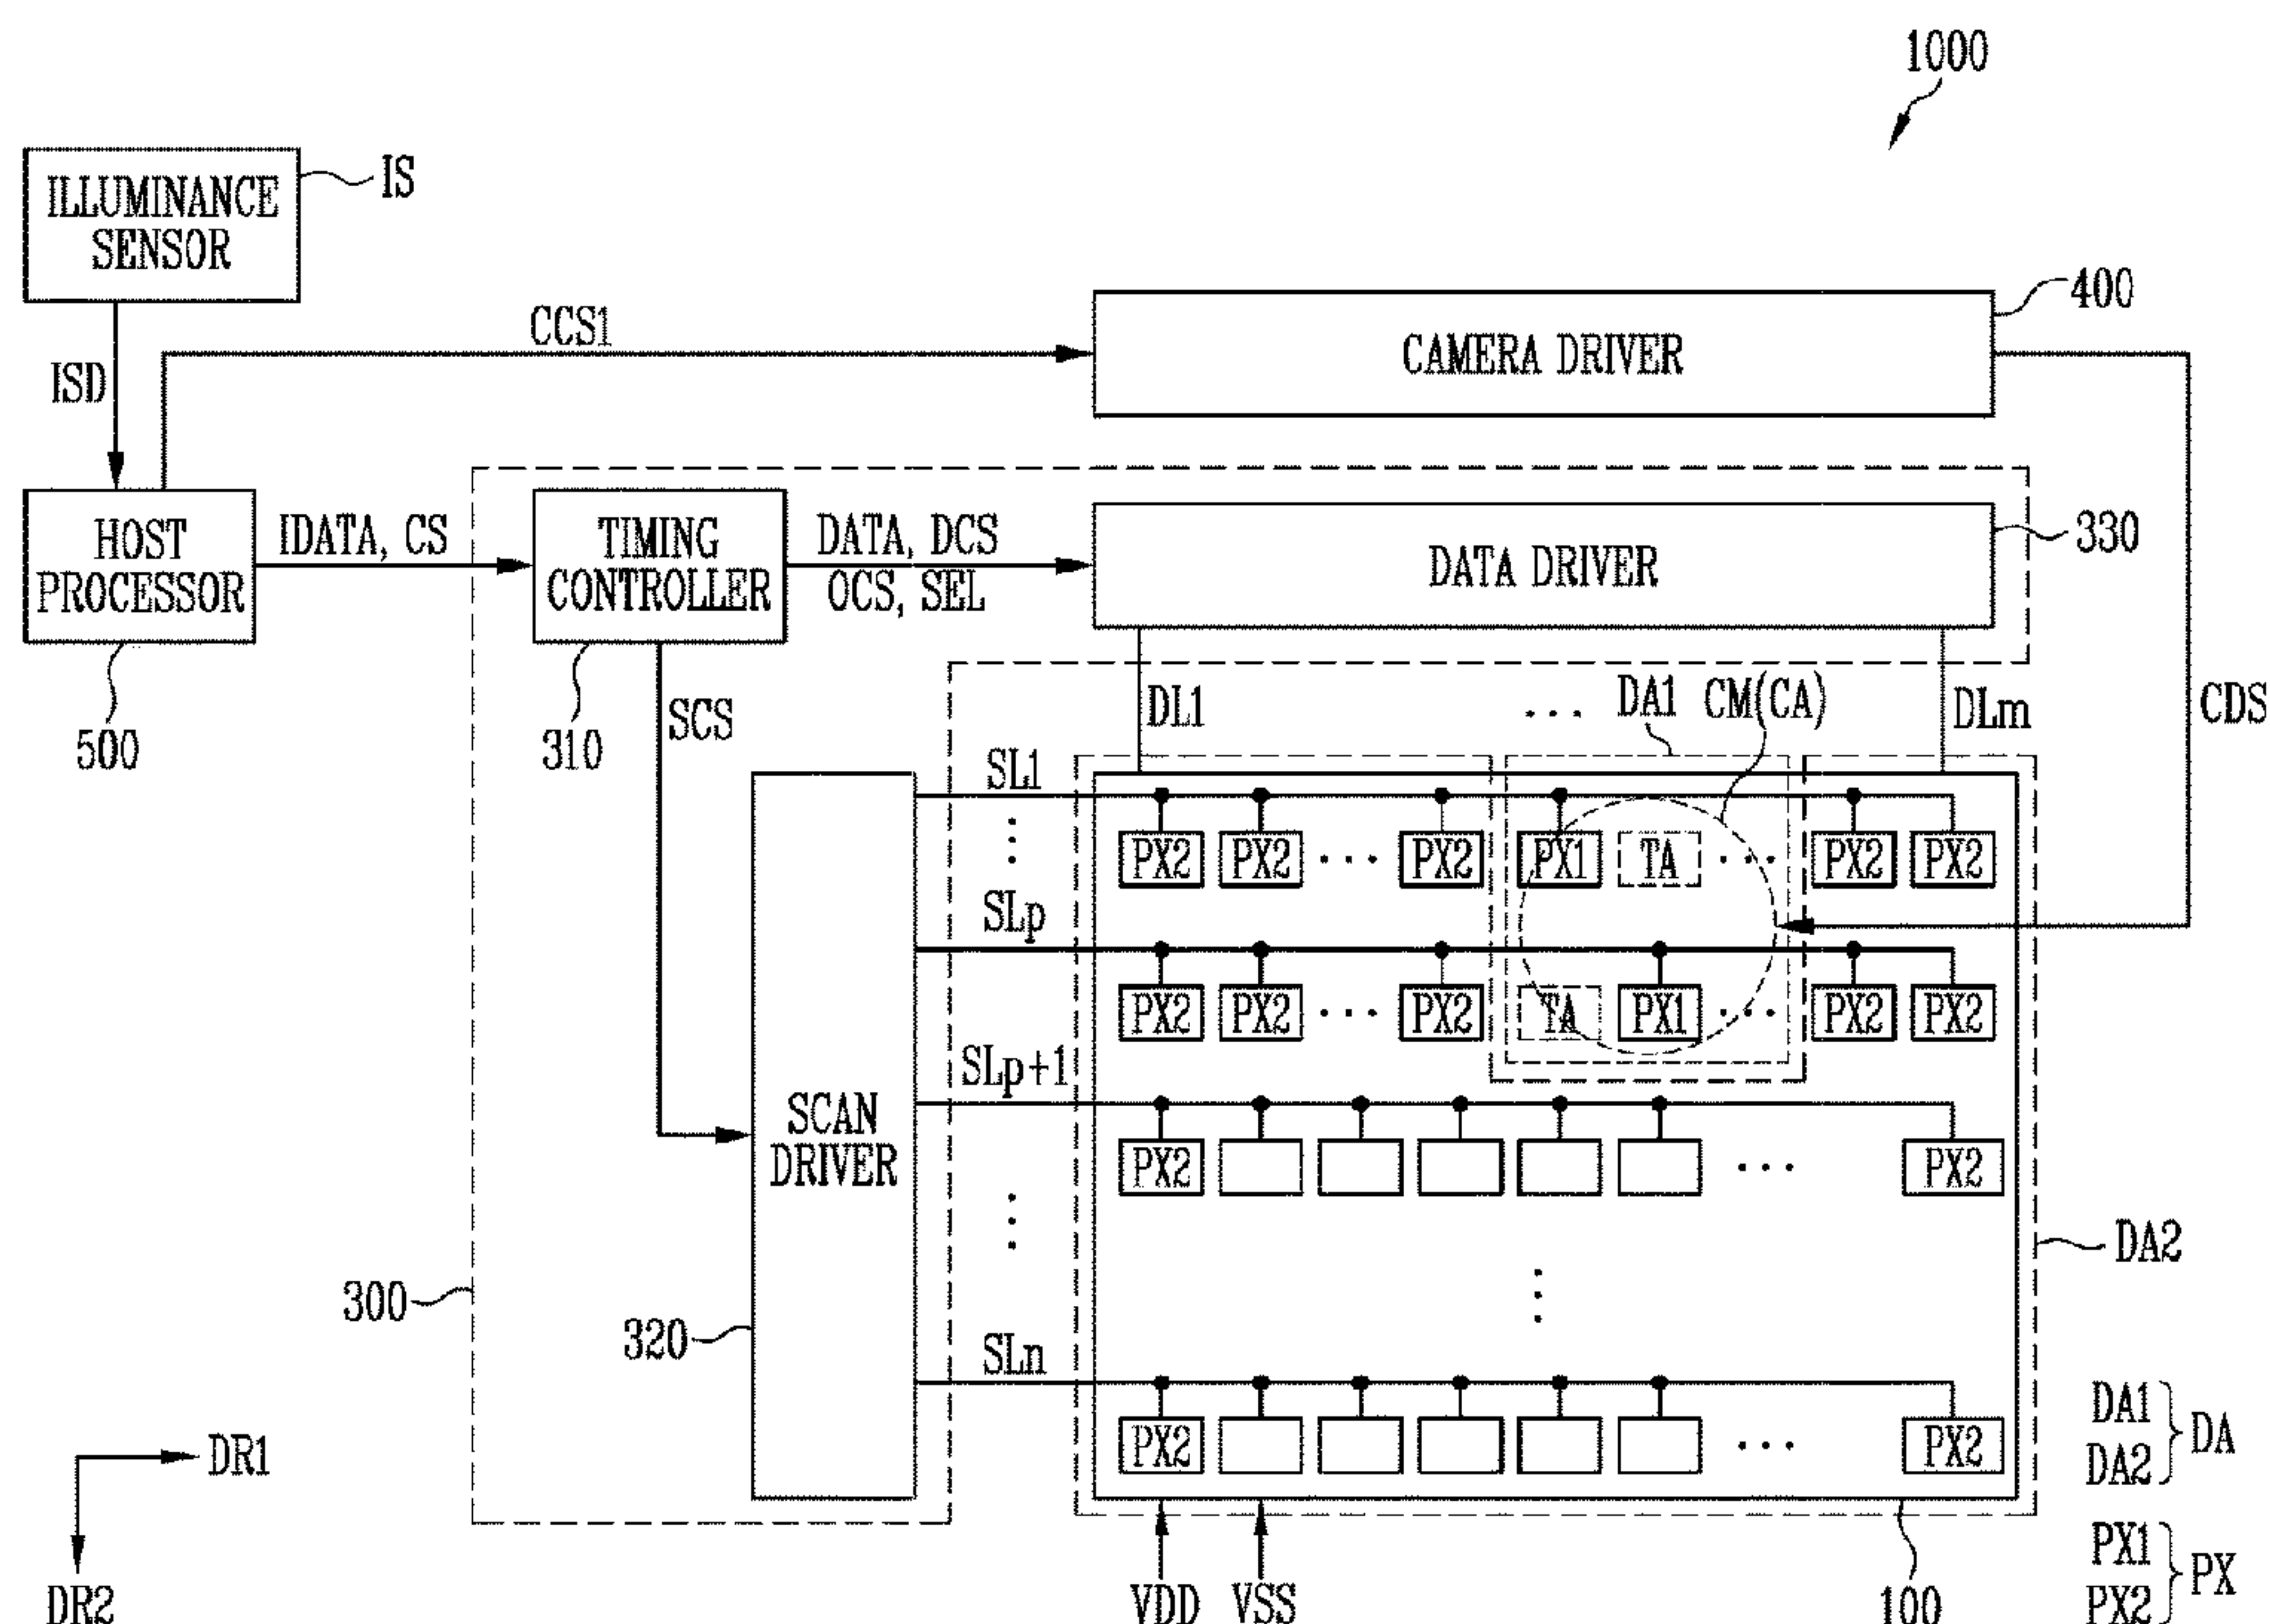 1000
ILLUMINANCE
SENSOR
IS
ISD
CCS1
CAMERA DRIVER
400
HOST
PROCESSOR
500
IDATA, CS
TIMING
CONTROLLER
310
DATA, DCS
OCS, SEL
DATA DRIVER
330
SCS
DL1
...
DA1
CM(CA)
DLm
CDS
SL1
PX2 PX2 ... PX2 PX1 TA ... PX2 PX2
SLp
PX2 PX2 ... PX2 TA PX1 ... PX2 PX2
SLp+1
PX2 ... PX2
SCAN
DRIVER
DA2
300
320
SLn
PX2 ... PX2
DR1
DR2
VDD
VSS
100
DA1
DA2
DA
PX1
PX2
PX